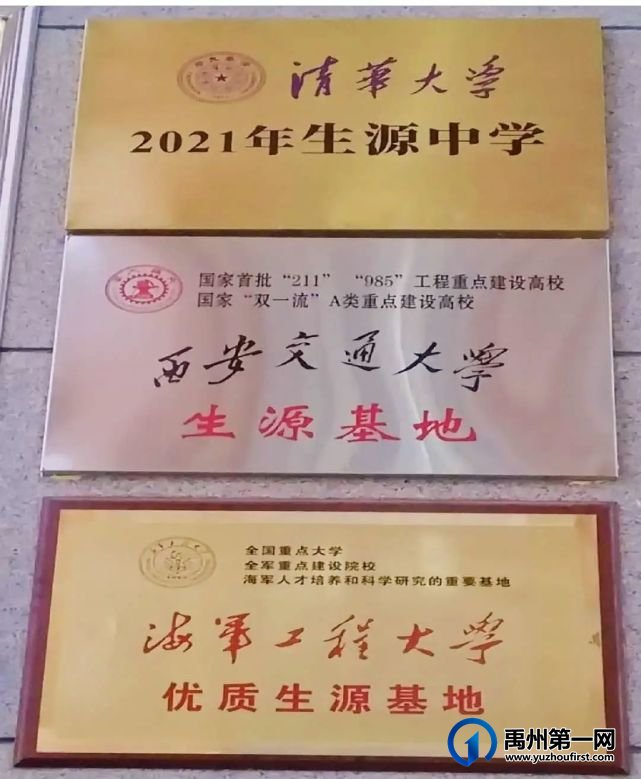 清華大学
2021年生源中学
国家首批“211” “985”工程重点建设高校
国家“双一流”A类重点建设高校
西安交通大学
生源基地
全国重点大学
全军重点建设院校
海军人才培养和科学研究的重要基地
海军工程大学
优质生源基地
禹州第一网
www.yuzhoufirst.com